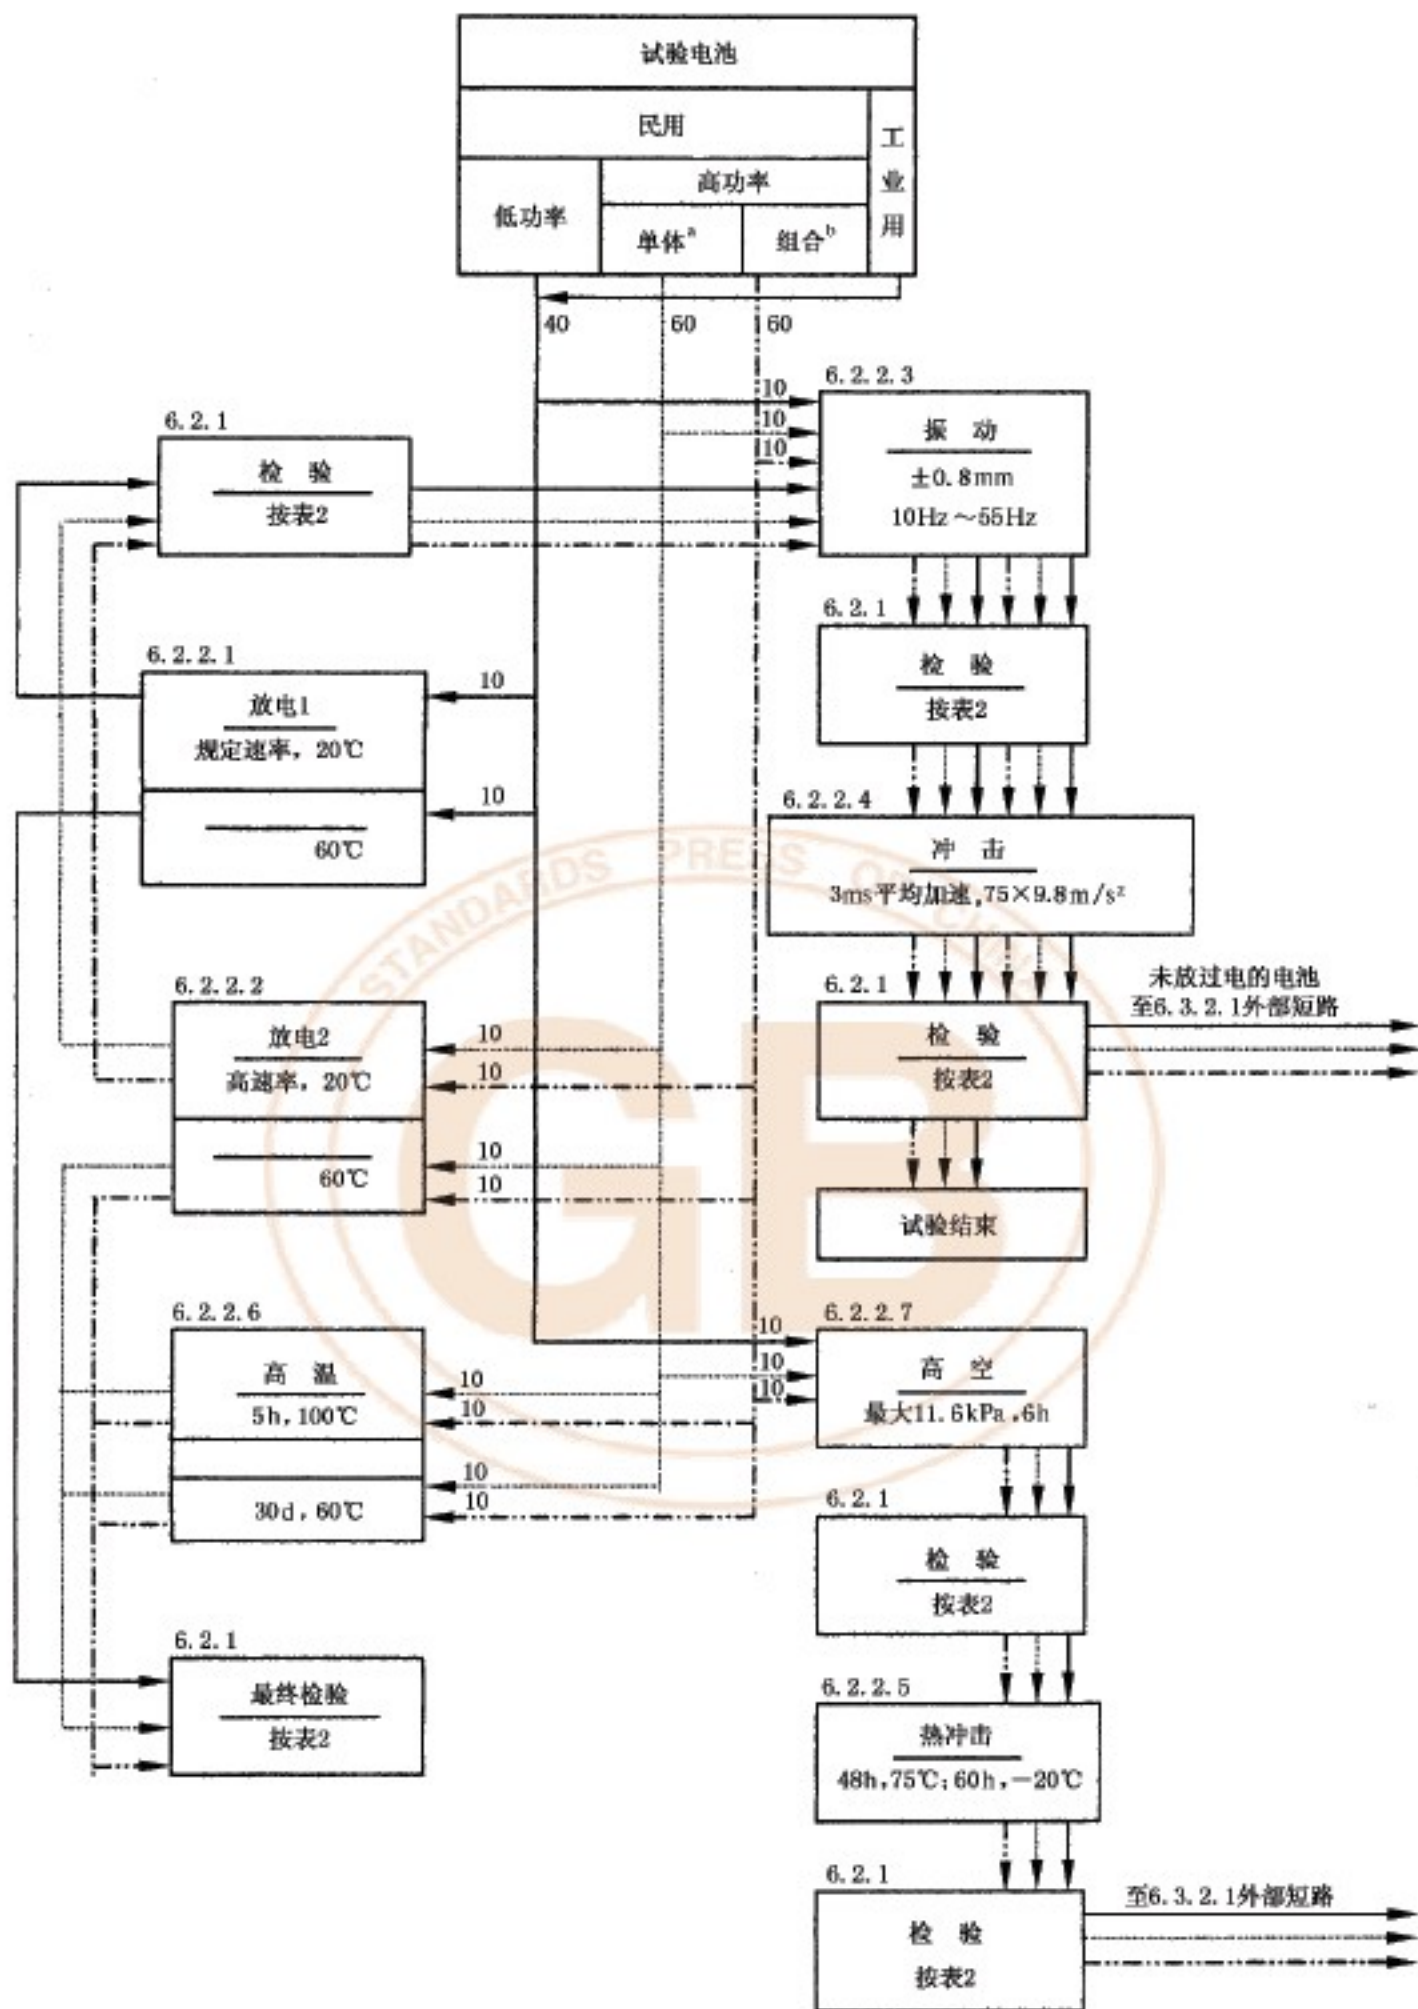 试验电池
民用
工业用
低功率
高功率
单体a
组合b
40
60
60
6.2.2.3
10
10
10
振 动
±0.8mm
10Hz～55Hz
6.2.1
检 验
按表2
6.2.1
检 验
按表2
6.2.2.1
放电1
规定速率，20℃
60℃
10
10
6.2.2.4
冲 击
3ms平均加速,75×9.8m/s²
STANDARDS PRESS OF CHINA
GB
6.2.1
检 验
按表2
未放过电的电池
至6.3.2.1外部短路
6.2.2.2
放电2
高速率，20℃
60℃
10
10
10
10
试验结束
6.2.2.6
高 温
5h,100℃
30d,60℃
10
10
10
10
6.2.2.7
10
10
10
高 空
最大11.6kPa,6h
6.2.1
检 验
按表2
6.2.1
最终检验
按表2
6.2.2.5
热冲击
48h,75℃;60h,−20℃
6.2.1
检 验
按表2
至6.3.2.1外部短路